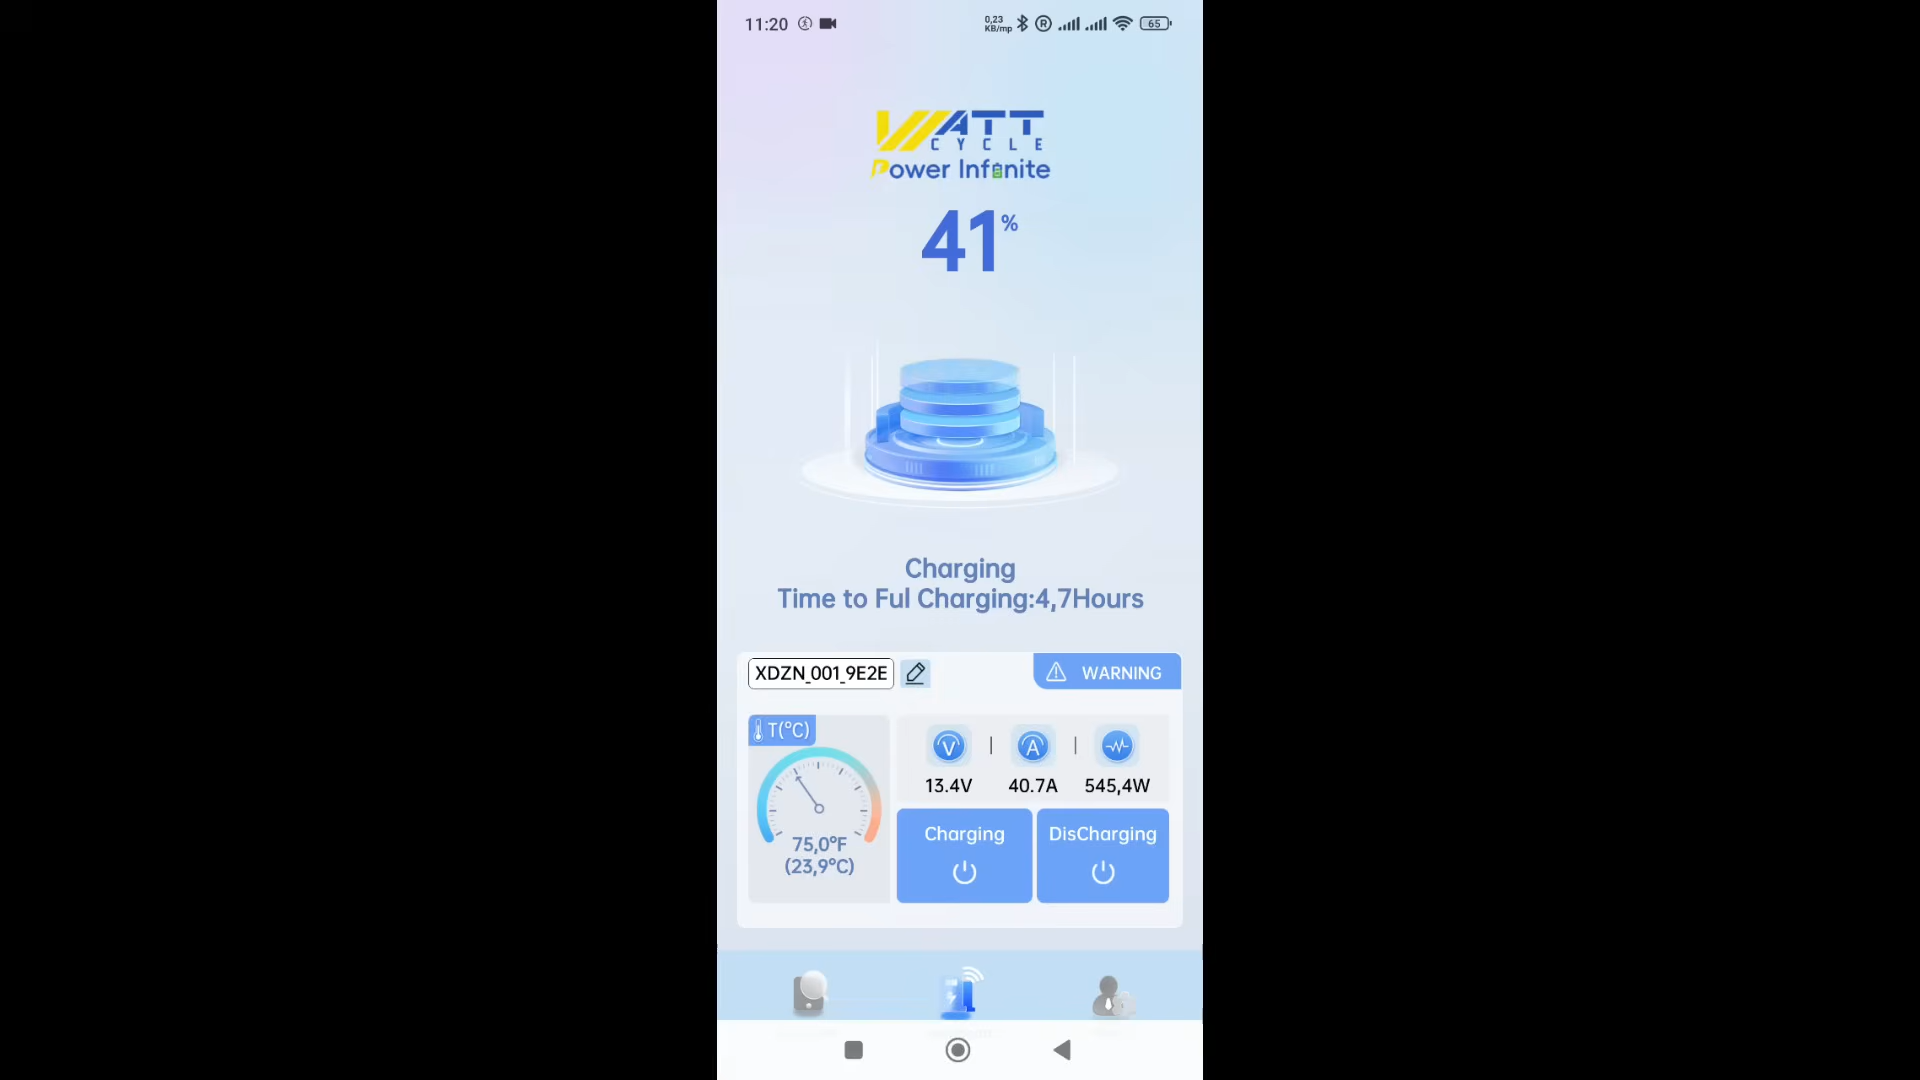 11:20
0,23
KB/mp
R
65
WATT
CYCLE
Power Infinite
41%
Charging
Time to Ful Charging:4,7Hours
XDZN_001_9E2E
WARNING
T(°C)
V | A |
13.4V 40.7A 545,4W
75,0°F
(23,9°C)
Charging
DisCharging